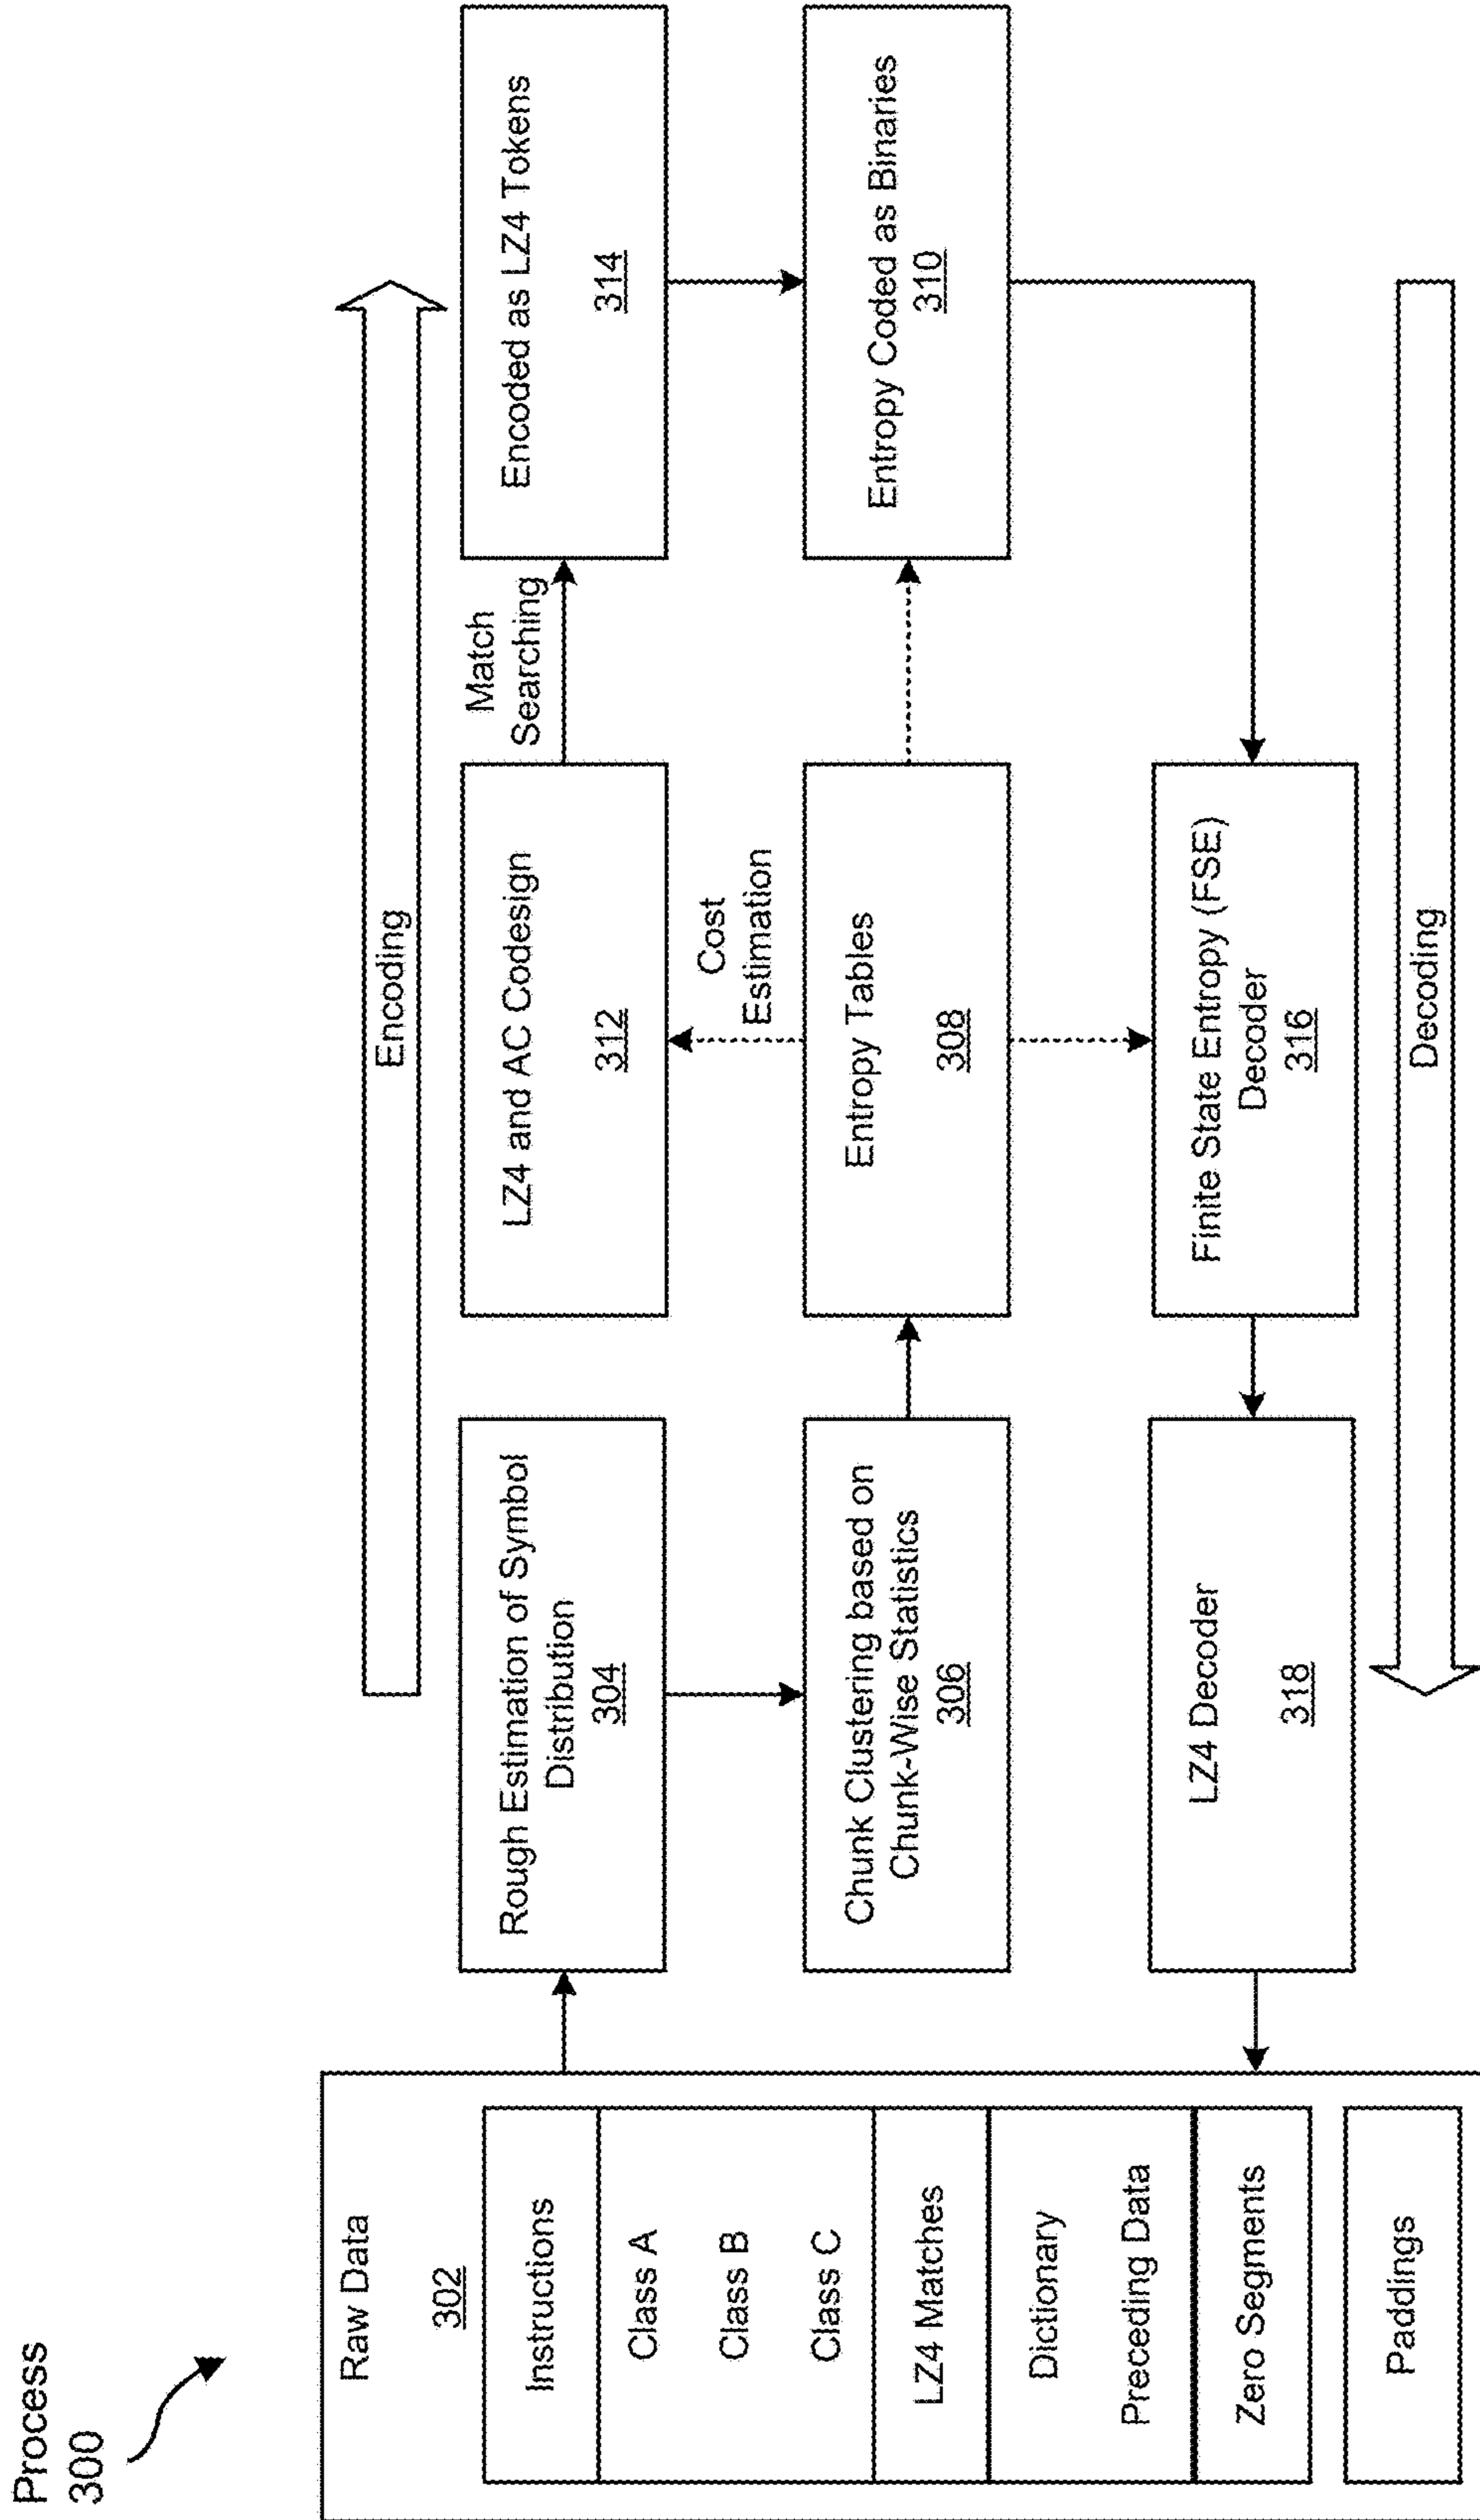 Process
300
Encoding
Raw Data
302
Instructions
Class A
Class B
Class C
LZ4 Matches
Dictionary
Preceding Data
Zero Segments
Paddings
Rough Estimation of Symbol
Distribution
304
LZ4 and AC Codesign
312
Match
Searching
Encoded as LZ4 Tokens
314
Cost
Estimation
Chunk Clustering based on
Chunk-Wise Statistics
306
Entropy Tables
308
Entropy Coded as Binaries
310
LZ4 Decoder
318
Finite State Entropy (FSE)
Decoder
316
Decoding